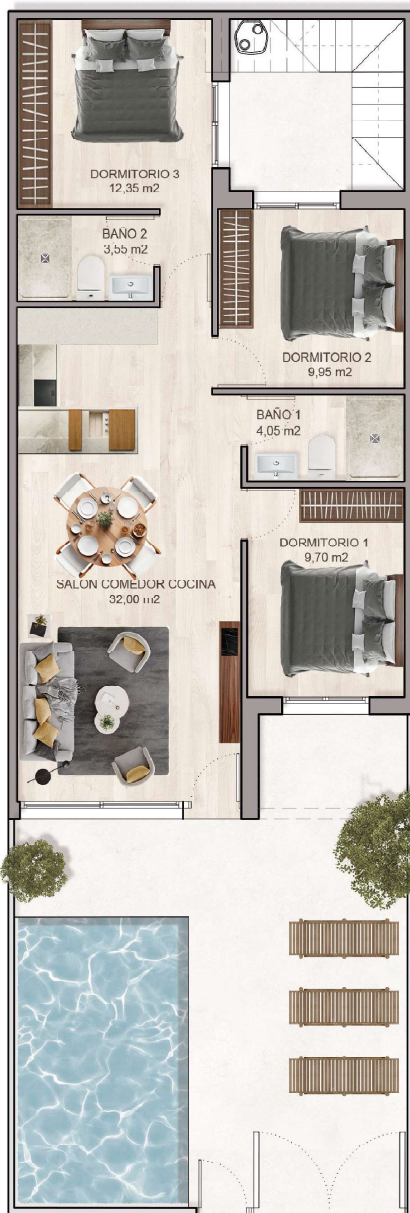 DORMITORIO 3
12,35 m2
BAÑO 2
3,55 m2
DORMITORIO 2
9,95 m2
BAÑO 1
4,05 m2
DORMITORIO 1
9,70 m2
SALON COMEDOR COCINA
32,00 m2